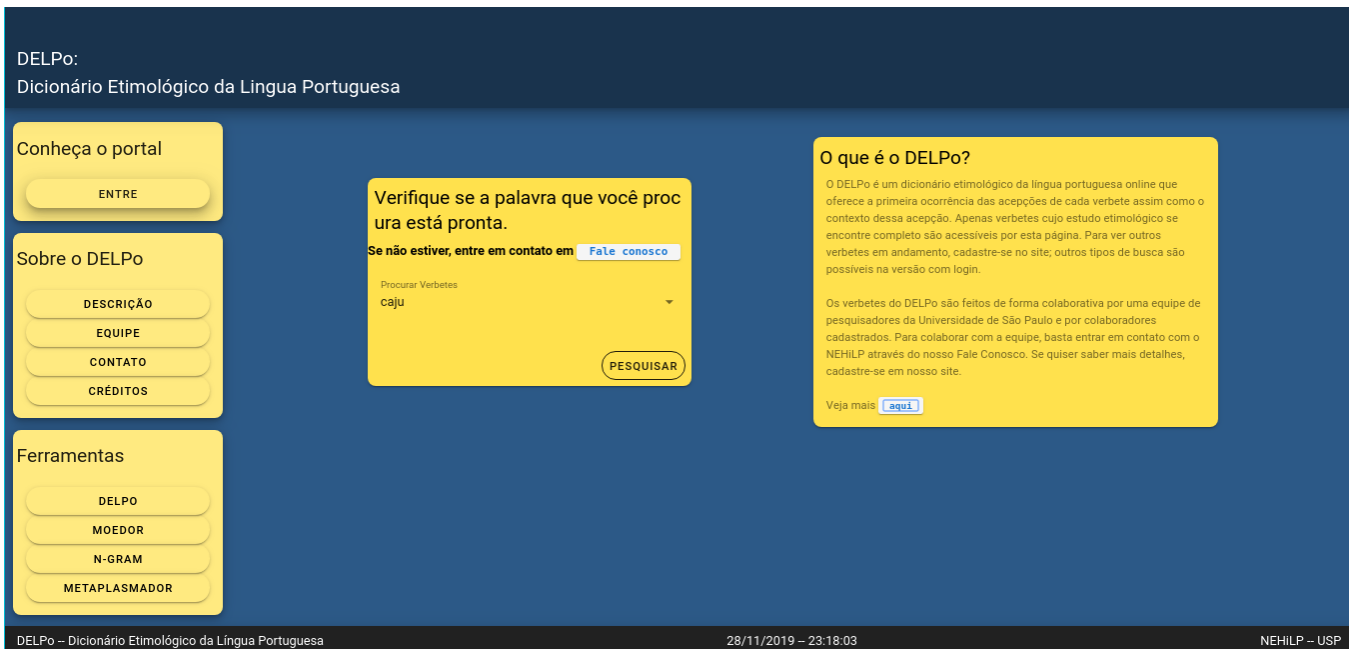 DELPo:
Dicionário Etimológico da Lingua Portuguesa
Conheça o portal
ENTRE
Sobre o DELPo
DESCRIÇÃO
EQUIPE
CONTATO
CRÉDITOS
Ferramentas
DELPO
MOEDOR
N-GRAM
METAPLASMADOR
Verifique se a palavra que você proc
ura está pronta.
Se não estiver, entre em contato em Fale conosco
Procurar Verbetes
caju
PESQUISAR
O que é o DELPo?
O DELPo é um dicionário etimológico da língua portuguesa online que
oferece a primeira ocorrência das acepções de cada verbete assim como o
contexto dessa acepção. Apenas verbetes cujo estudo etimológico se
encontre completo são acessíveis por esta página. Para ver outros
verbetes em andamento, cadastre-se no site; outros tipos de busca são
possíveis na versão com login.
Os verbetes do DELPo são feitos de forma colaborativa por uma equipe de
pesquisadores da Universidade de São Paulo e por colaboradores
cadastrados. Para colaborar com a equipe, basta entrar em contato com o
NEHiLP através do nosso Fale Conosco. Se quiser saber mais detalhes,
cadastre-se em nosso site.
Veja mais aqui
DELPo -- Dicionário Etimológico da Língua Portuguesa
28/11/2019 -- 23:18:03
NEHiLP -- USP